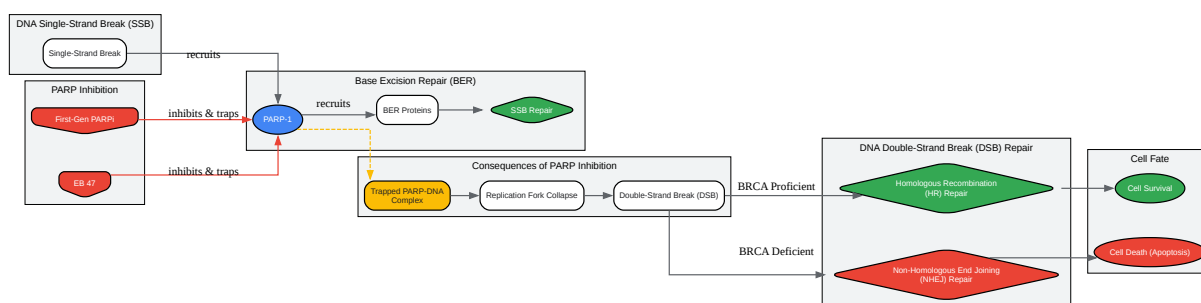 DNA Single-Strand Break (SSB)
Single-Strand Break
recruits
PARP Inhibition
First-Gen PARPi
inhibits & traps
EB 47
inhibits & traps
Base Excision Repair (BER)
PARP-1
recruits
BER Proteins
SSB Repair
Consequences of PARP Inhibition
Trapped PARP-DNA
Complex
Replication Fork Collapse
Double-Strand Break (DSB)
BRCA Proficient
BRCA Deficient
DNA Double-Strand Break (DSB) Repair
Homologous Recombination
(HR) Repair
Non-Homologous End Joining
(NHEJ) Repair
Cell Fate
Cell Survival
Cell Death (Apoptosis)